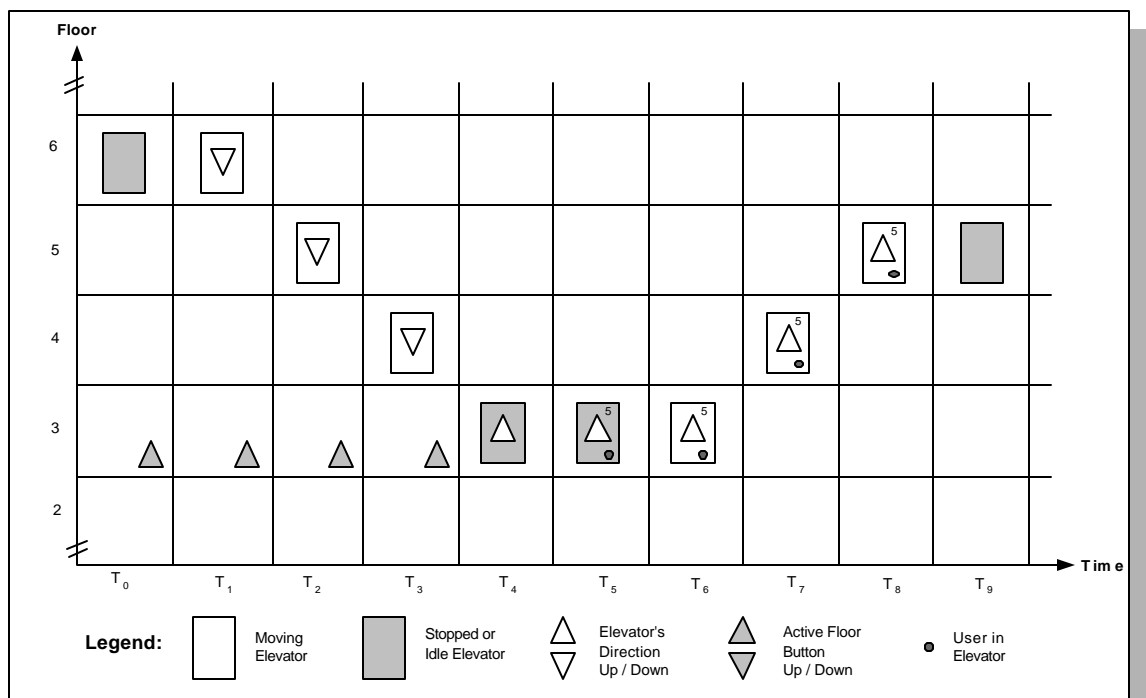 Floor
6
5
5
5
4
5
3
5
5
2
T0 T1 T2 T3 T4 T5 T6 T7 T8 T9
Time
Legend:
Moving
Elevator
Stopped or
Idle Elevator
Elevator's
Direction
Up / Down
Active Floor
Button
Up / Down
User in
Elevator